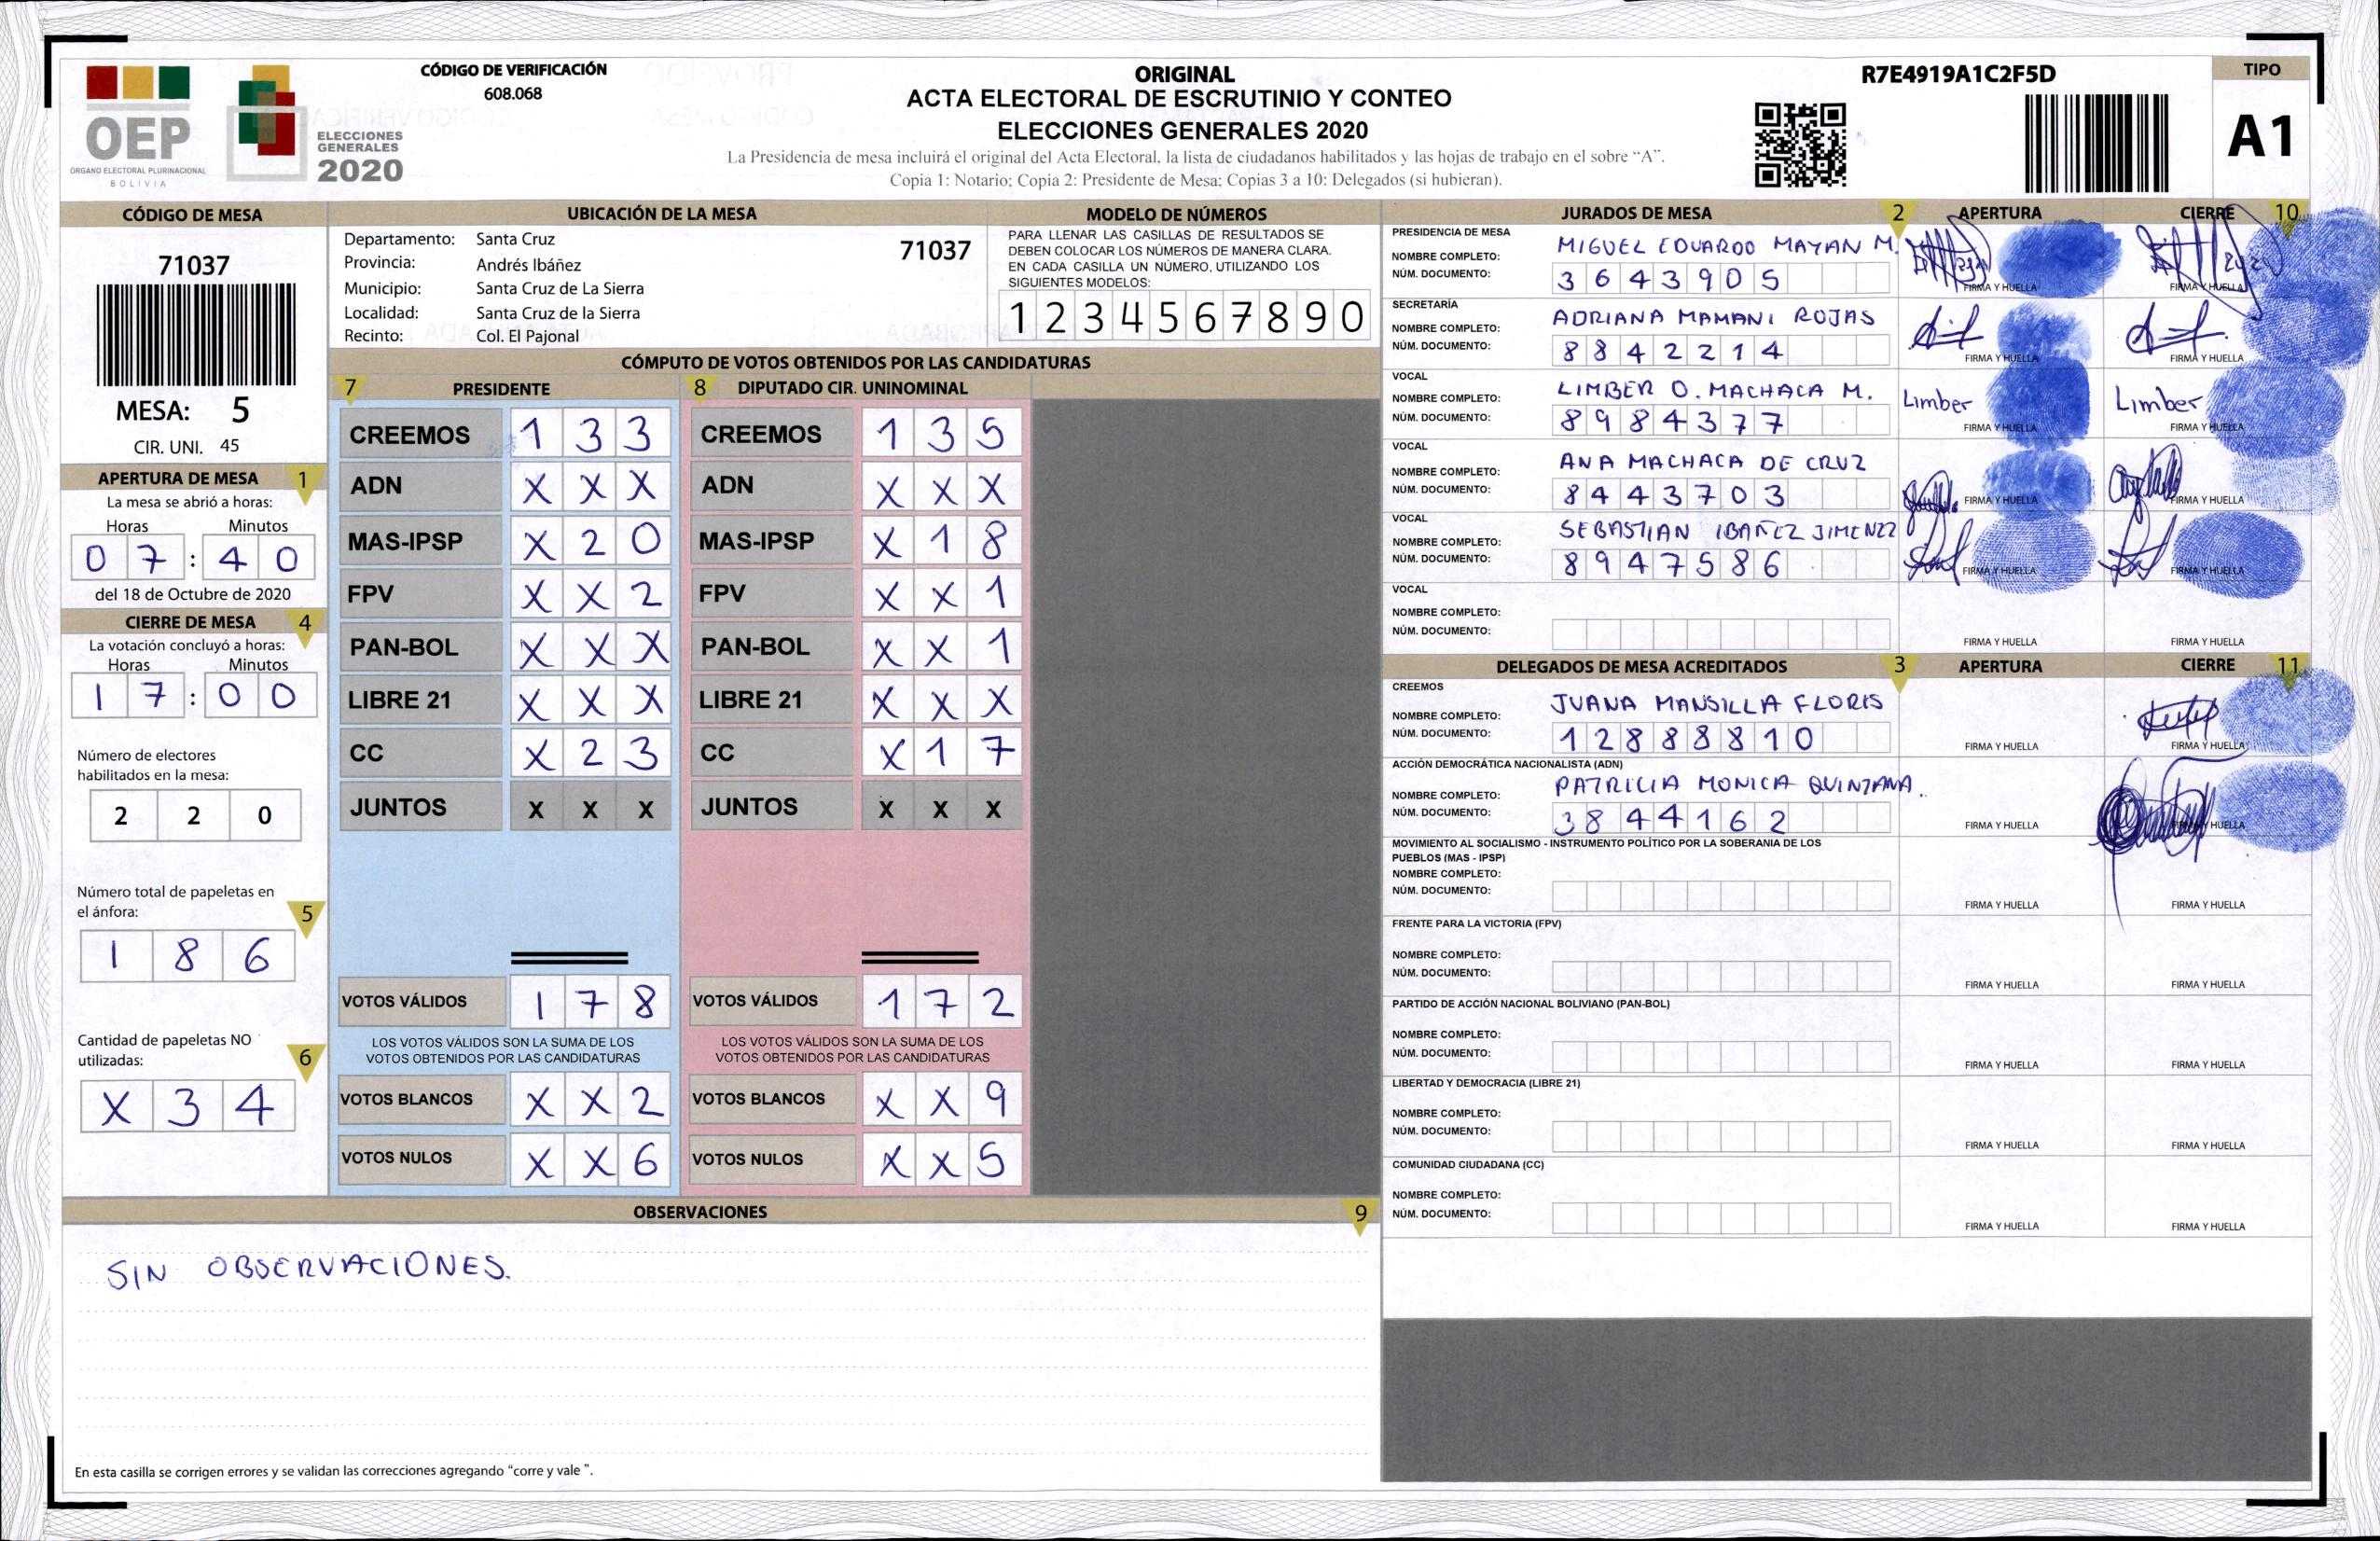 OEP
ÓRGANO ELECTORAL PLURINACIONAL
BOLIVIA
ELECCIONES
GENERALES
2020
CÓDIGO DE VERIFICACIÓN
608.068
ORIGINAL
ACTA ELECTORAL DE ESCRUTINIO Y CONTEO
ELECCIONES GENERALES 2020
La Presidencia de mesa incluirá el original del Acta Electoral, la lista de ciudadanos habilitados y las hojas de trabajo en el sobre “A”.
Copia 1: Notario; Copia 2: Presidente de Mesa; Copias 3 a 10: Delegados (si hubieran).
R7E4919A1C2F5D
TIPO
A1
CÓDIGO DE MESA
71037
MESA: 5
CIR. UNI. 45
APERTURA DE MESA 1
La mesa se abrió a horas:
Horas Minutos
0 7 : 4 0
del 18 de Octubre de 2020
CIERRE DE MESA 4
La votación concluyó a horas:
Horas Minutos
1 7 : 0 0
Número de electores
habilitados en la mesa:
2 2 0
Número total de papeletas en
el ánfora: 5
1 8 6
Cantidad de papeletas NO
utilizadas: 6
X 3 4
UBICACIÓN DE LA MESA
Departamento: Santa Cruz 71037
Provincia: Andrés Ibáñez
Municipio: Santa Cruz de La Sierra
Localidad: Santa Cruz de la Sierra
Recinto: Col. El Pajonal
MODELO DE NÚMEROS
PARA LLENAR LAS CASILLAS DE RESULTADOS SE
DEBEN COLOCAR LOS NÚMEROS DE MANERA CLARA.
EN CADA CASILLA UN NÚMERO, UTILIZANDO LOS
SIGUIENTES MODELOS:
1 2 3 4 5 6 7 8 9 0
CÓMPUTO DE VOTOS OBTENIDOS POR LAS CANDIDATURAS
7 PRESIDENTE 8 DIPUTADO CIR. UNINOMINAL
CREEMOS 1 3 3 CREEMOS 1 3 5
ADN X X X ADN X X X
MAS-IPSP X 2 0 MAS-IPSP X 1 8
FPV X X 2 FPV X X 1
PAN-BOL X X X PAN-BOL X X 1
LIBRE 21 X X X LIBRE 21 X X X
CC X 2 3 CC X 1 7
JUNTOS X X X JUNTOS X X X
VOTOS VÁLIDOS 1 7 8 VOTOS VÁLIDOS 1 7 2
LOS VOTOS VÁLIDOS SON LA SUMA DE LOS LOS VOTOS VÁLIDOS SON LA SUMA DE LOS
VOTOS OBTENIDOS POR LAS CANDIDATURAS VOTOS OBTENIDOS POR LAS CANDIDATURAS
VOTOS BLANCOS X X 2 VOTOS BLANCOS X X 9
VOTOS NULOS X X 6 VOTOS NULOS X X 5
OBSERVACIONES 9
SIN OBSERVACIONES.
En esta casilla se corrigen errores y se validan las correcciones agregando “corre y vale ”.
JURADOS DE MESA 2 APERTURA CIERRE 10
PRESIDENCIA DE MESA
NOMBRE COMPLETO: MIGUEL EDUARDO MAYAN M.
NÚM. DOCUMENTO: 3 6 4 3 9 0 5
FIRMA Y HUELLA FIRMA Y HUELLA
SECRETARÍA
NOMBRE COMPLETO: ADRIANA MAMANI ROJAS
NÚM. DOCUMENTO: 8 8 4 2 2 1 4
FIRMA Y HUELLA FIRMA Y HUELLA
VOCAL
NOMBRE COMPLETO: LIMBER O. MACHACA M. Limber Limber
NÚM. DOCUMENTO: 8 9 8 4 3 7 7
FIRMA Y HUELLA FIRMA Y HUELLA
VOCAL
NOMBRE COMPLETO: ANA MACHACA DE CRUZ
NÚM. DOCUMENTO: 8 4 4 3 7 0 3
FIRMA Y HUELLA FIRMA Y HUELLA
VOCAL
NOMBRE COMPLETO: SEBASTIAN IBAÑEZ JIMENEZ
NÚM. DOCUMENTO: 8 9 4 7 5 8 6
FIRMA Y HUELLA FIRMA Y HUELLA
VOCAL
NOMBRE COMPLETO:
NÚM. DOCUMENTO:
FIRMA Y HUELLA FIRMA Y HUELLA
DELEGADOS DE MESA ACREDITADOS 3 APERTURA CIERRE 11
CREEMOS
NOMBRE COMPLETO: JUANA MANSILLA FLORES
NÚM. DOCUMENTO: 1 2 8 8 8 8 1 0
FIRMA Y HUELLA FIRMA Y HUELLA
ACCIÓN DEMOCRÁTICA NACIONALISTA (ADN)
NOMBRE COMPLETO: PATRICIA MONICA QUINTANA.
NÚM. DOCUMENTO: 3 8 4 4 1 6 2
FIRMA Y HUELLA FIRMA Y HUELLA
MOVIMIENTO AL SOCIALISMO - INSTRUMENTO POLÍTICO POR LA SOBERANIA DE LOS
PUEBLOS (MAS - IPSP)
NOMBRE COMPLETO:
NÚM. DOCUMENTO:
FIRMA Y HUELLA FIRMA Y HUELLA
FRENTE PARA LA VICTORIA (FPV)
NOMBRE COMPLETO:
NÚM. DOCUMENTO:
FIRMA Y HUELLA FIRMA Y HUELLA
PARTIDO DE ACCIÓN NACIONAL BOLIVIANO (PAN-BOL)
NOMBRE COMPLETO:
NÚM. DOCUMENTO:
FIRMA Y HUELLA FIRMA Y HUELLA
LIBERTAD Y DEMOCRACIA (LIBRE 21)
NOMBRE COMPLETO:
NÚM. DOCUMENTO:
FIRMA Y HUELLA FIRMA Y HUELLA
COMUNIDAD CIUDADANA (CC)
NOMBRE COMPLETO:
NÚM. DOCUMENTO:
FIRMA Y HUELLA FIRMA Y HUELLA